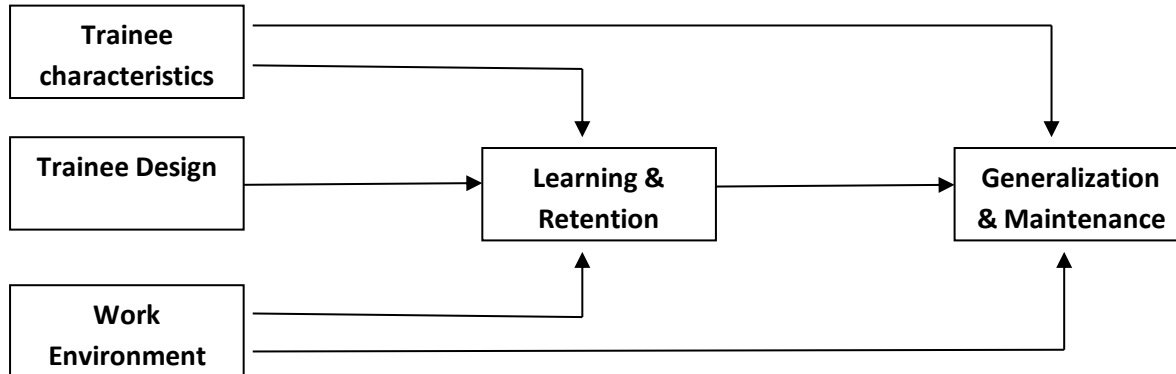 Trainee
characteristics
Trainee Design
Learning &
Retention
Generalization
& Maintenance
Work
Environment